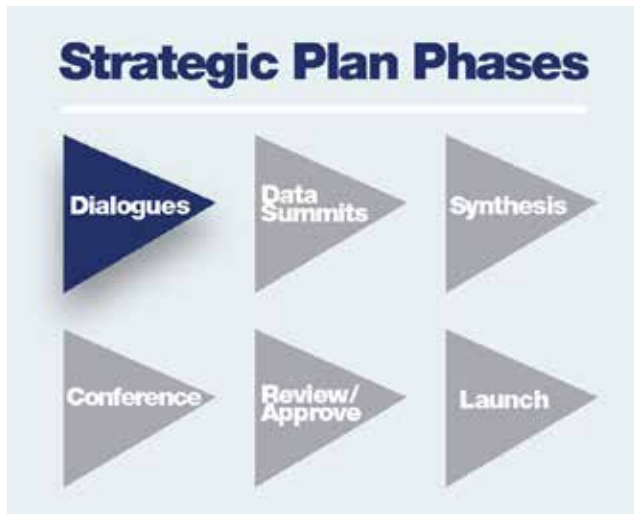 Strategic Plan Phases
Dialogues
Data
Summits
Synthesis
Conference
Review/
Approve
Launch